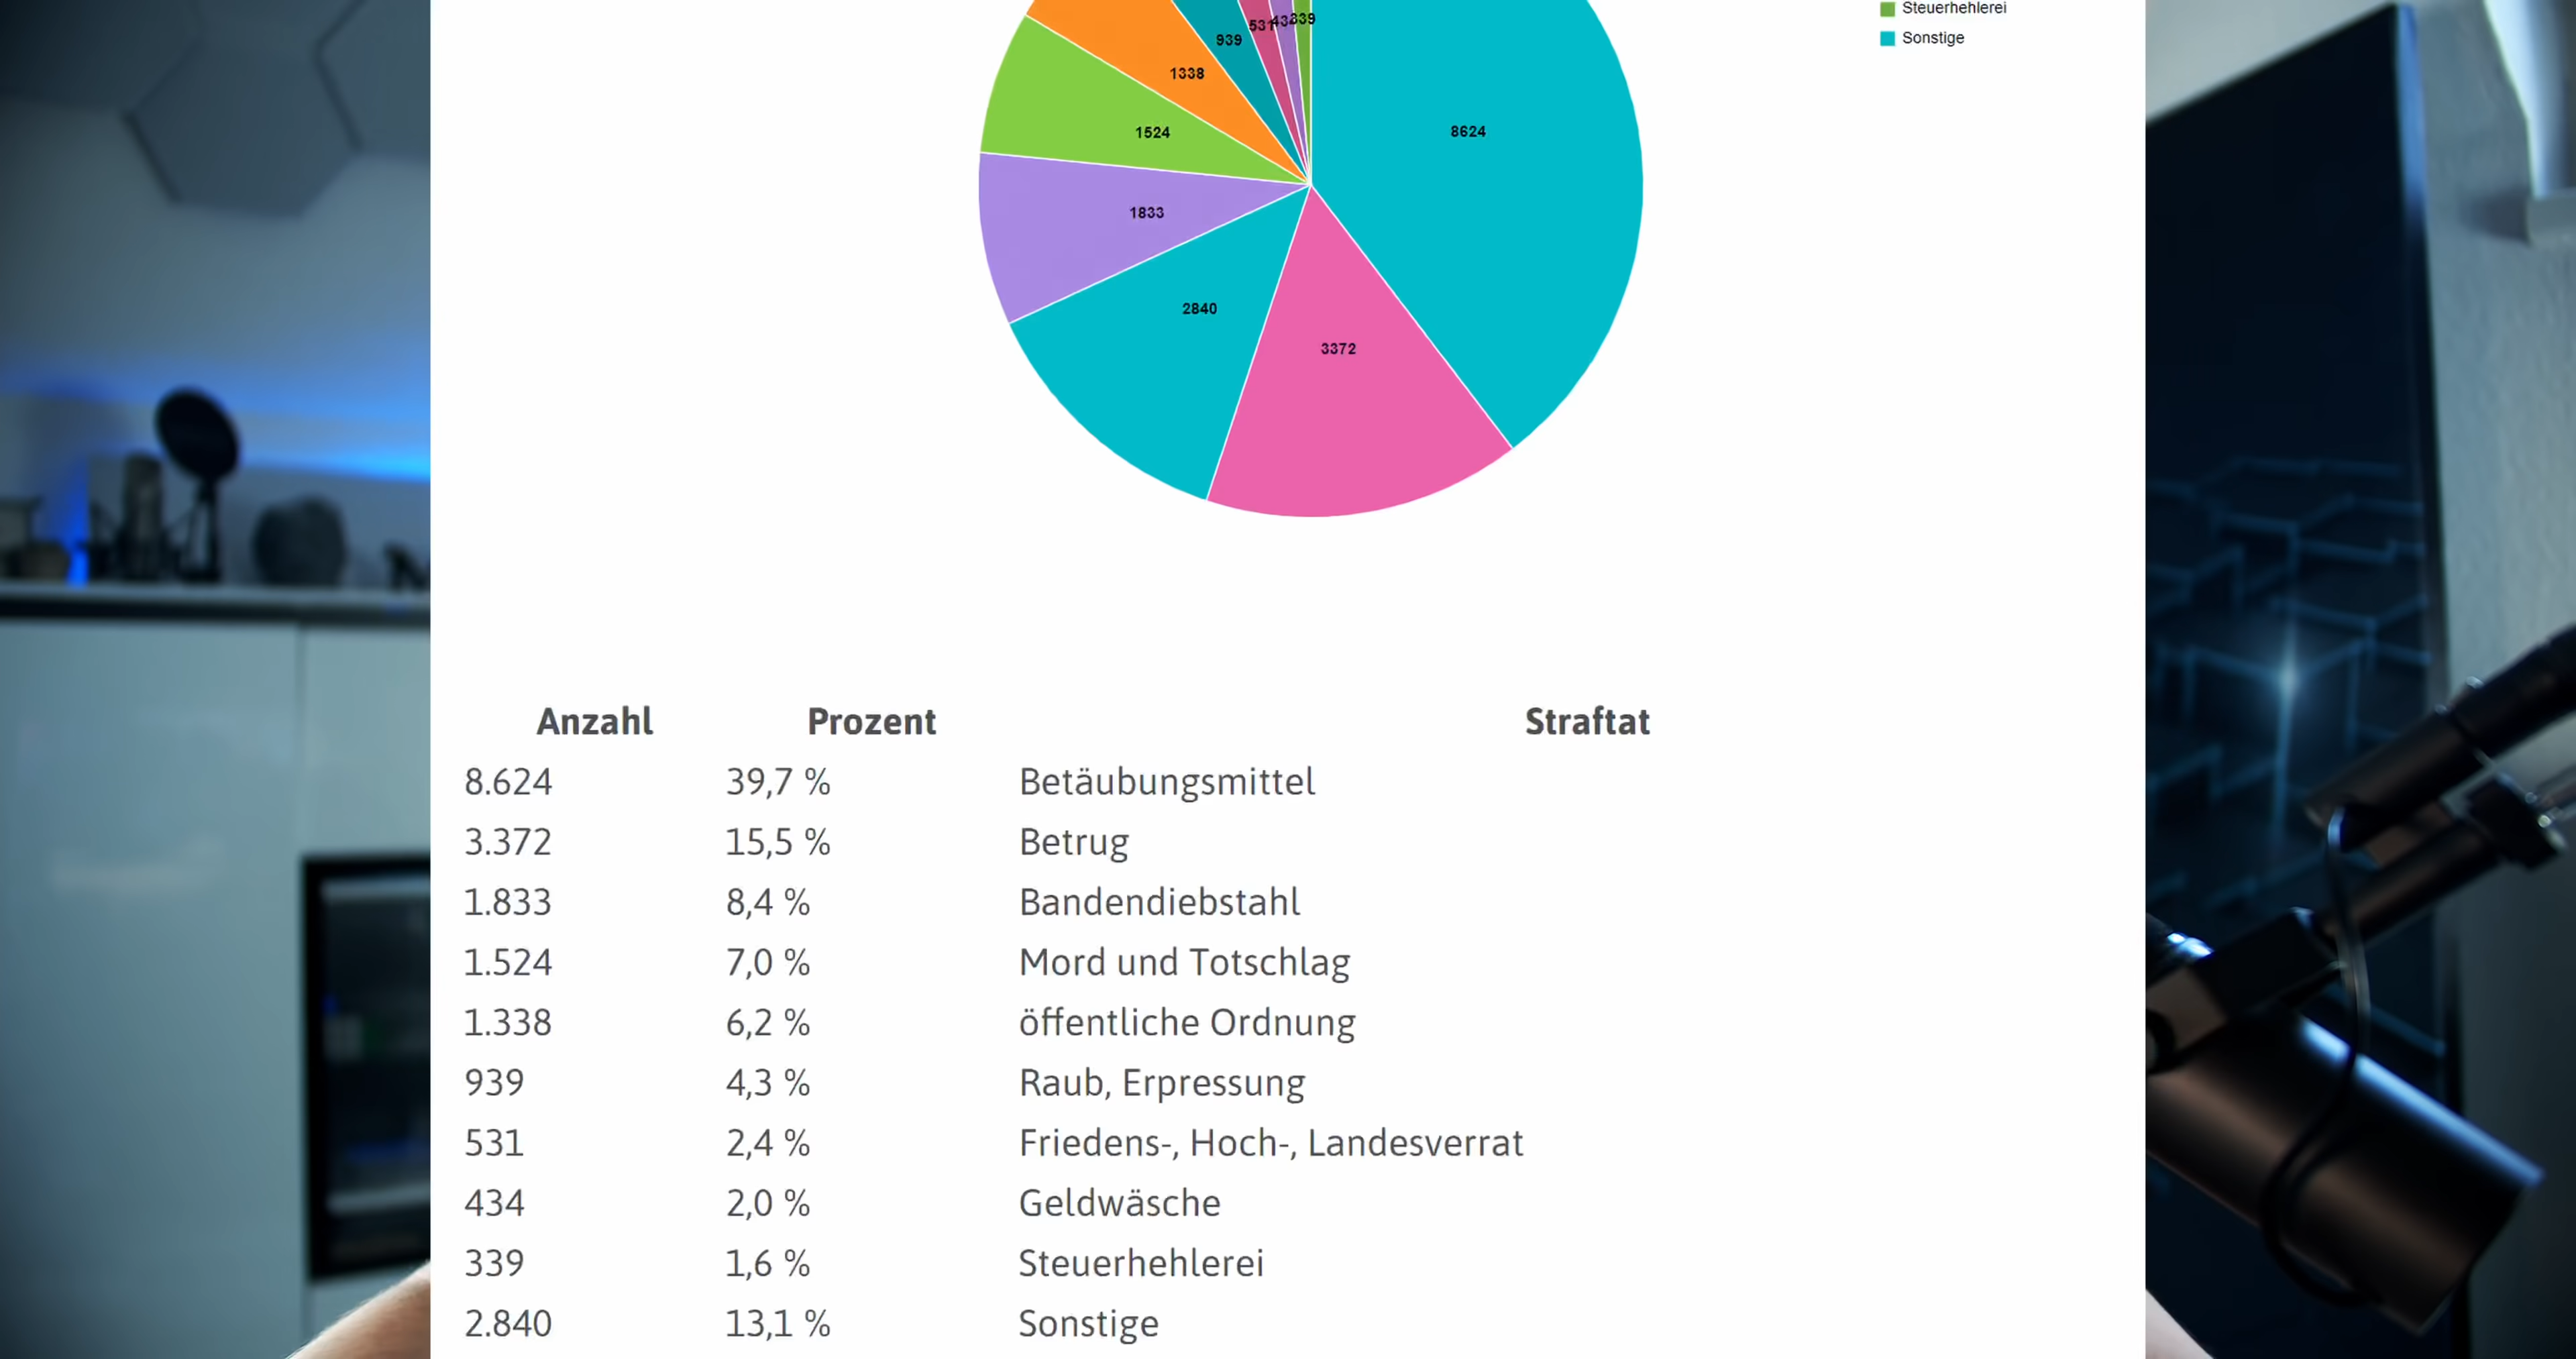 Steuerhehlerei
Sonstige
531
434
339
939
1338
1524
8624
1833
2840
3372
Anzahl Prozent Straftat
8.624 39,7 % Betäubungsmittel
3.372 15,5 % Betrug
1.833 8,4 % Bandendiebstahl
1.524 7,0 % Mord und Totschlag
1.338 6,2 % öffentliche Ordnung
939 4,3 % Raub, Erpressung
531 2,4 % Friedens-, Hoch-, Landesverrat
434 2,0 % Geldwäsche
339 1,6 % Steuerhehlerei
2.840 13,1 % Sonstige